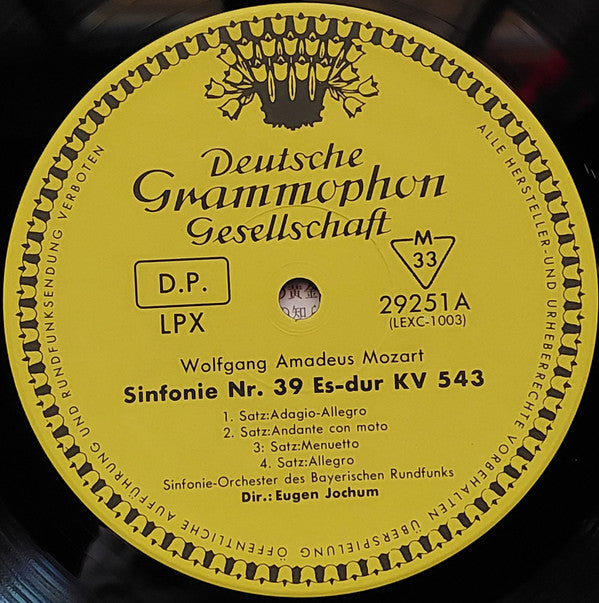 Deutsche
Grammophon
Gesellschaft
D.P.
LPX
M
33
29251A
(LEXC-1003)
Wolfgang Amadeus Mozart
Sinfonie Nr. 39 Es-dur KV 543
1. Satz:Adagio-Allegro
2. Satz:Andante con moto
3: Satz:Menuetto
4. Satz:Allegro
Sinfonie-Orchester des Bayerischen Rundfunks
Dir.: Eugen Jochum
ALLE HERSTELLER-UND URHEBERRECHTE VORBEHALTEN ÜBERSPIELUNG ÖFFENTLICHE AUFFÜHRUNG UND RUNDFUNKSENDUNG VERBOTEN